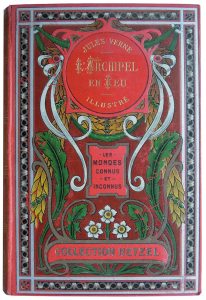 JULES VERNE
L'ARCHIPEL
EN FEU
ILLUSTRÉ
LES
MONDES
CONNUS
ET
INCONNUS
COLLECTION HETZEL